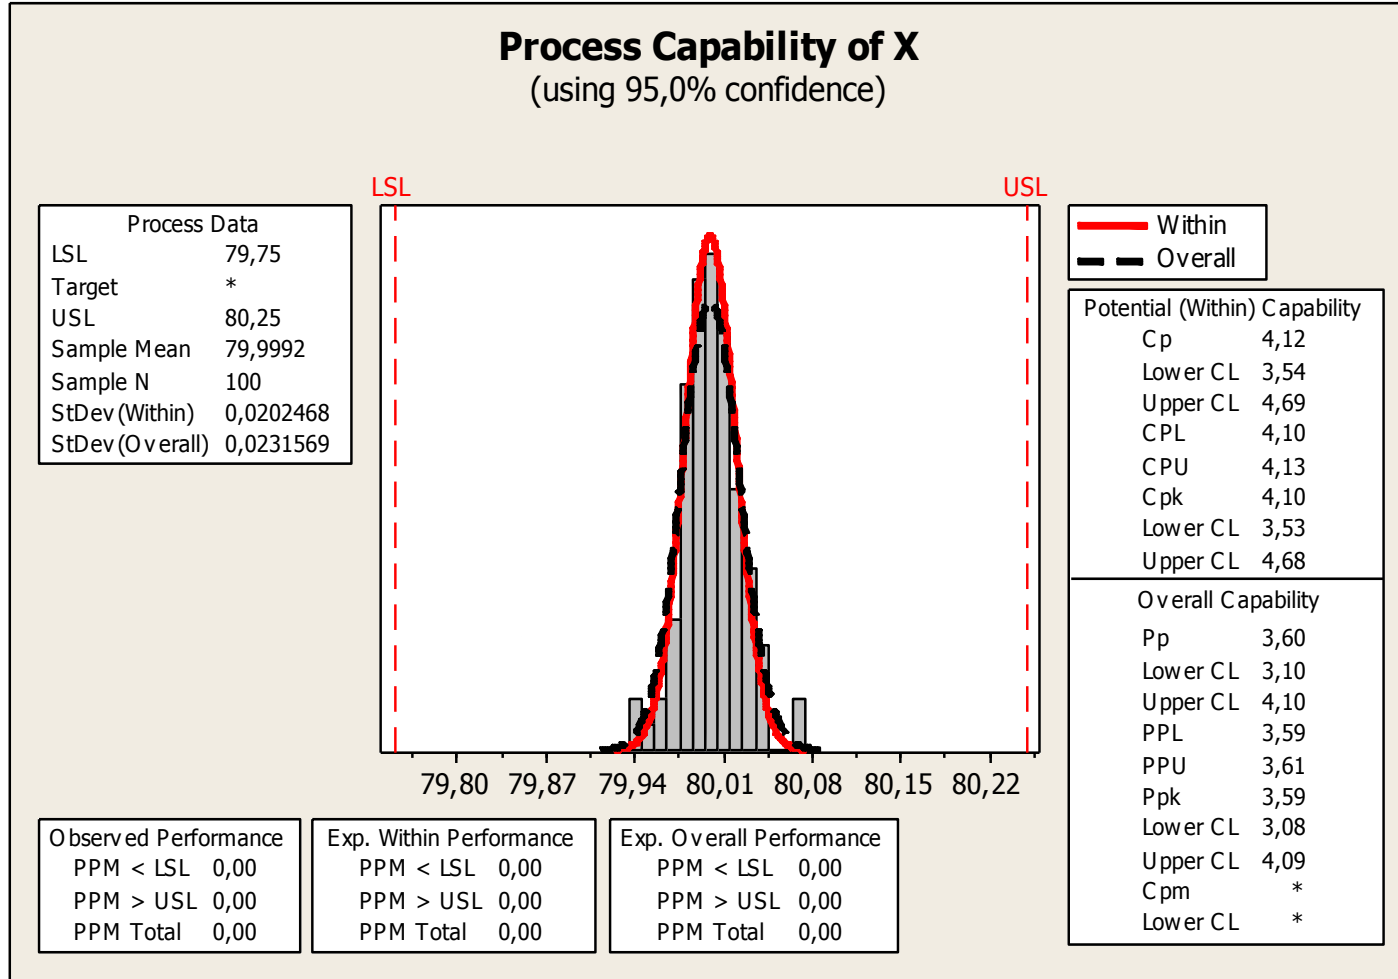 Process Capability of X
(using 95,0% confidence)
LSL
USL
Process Data
LSL 79,75
Target *
USL 80,25
Sample Mean 79,9992
Sample N 100
StDev(Within) 0,0202468
StDev(Overall) 0,0231569
Within
Overall
Potential (Within) Capability
Cp 4,12
Lower CL 3,54
Upper CL 4,69
CPL 4,10
CPU 4,13
Cpk 4,10
Lower CL 3,53
Upper CL 4,68
Overall Capability
Pp 3,60
Lower CL 3,10
Upper CL 4,10
PPL 3,59
PPU 3,61
Ppk 3,59
Lower CL 3,08
Upper CL 4,09
Cpm *
Lower CL *
79,80 79,87 79,94 80,01 80,08 80,15 80,22
Observed Performance
PPM < LSL 0,00
PPM > USL 0,00
PPM Total 0,00
Exp. Within Performance
PPM < LSL 0,00
PPM > USL 0,00
PPM Total 0,00
Exp. Overall Performance
PPM < LSL 0,00
PPM > USL 0,00
PPM Total 0,00